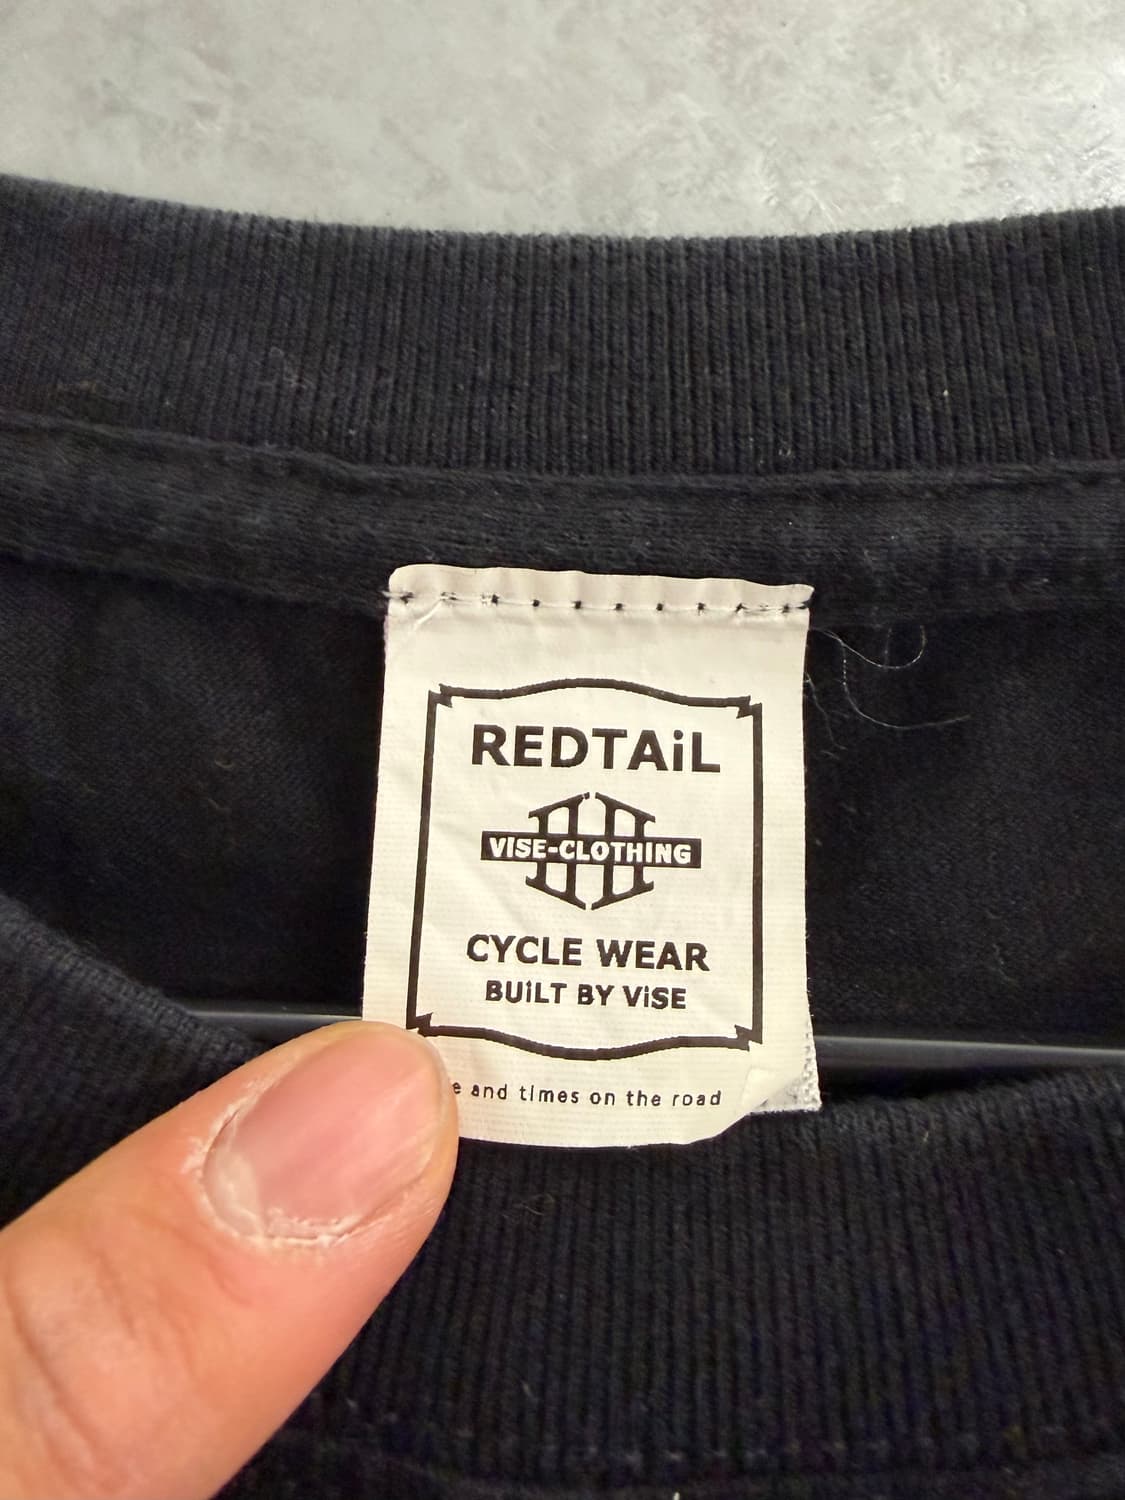 REDTAiL
VISE-CLOTHING
CYCLE WEAR
BUiLT BY ViSE
and times on the road